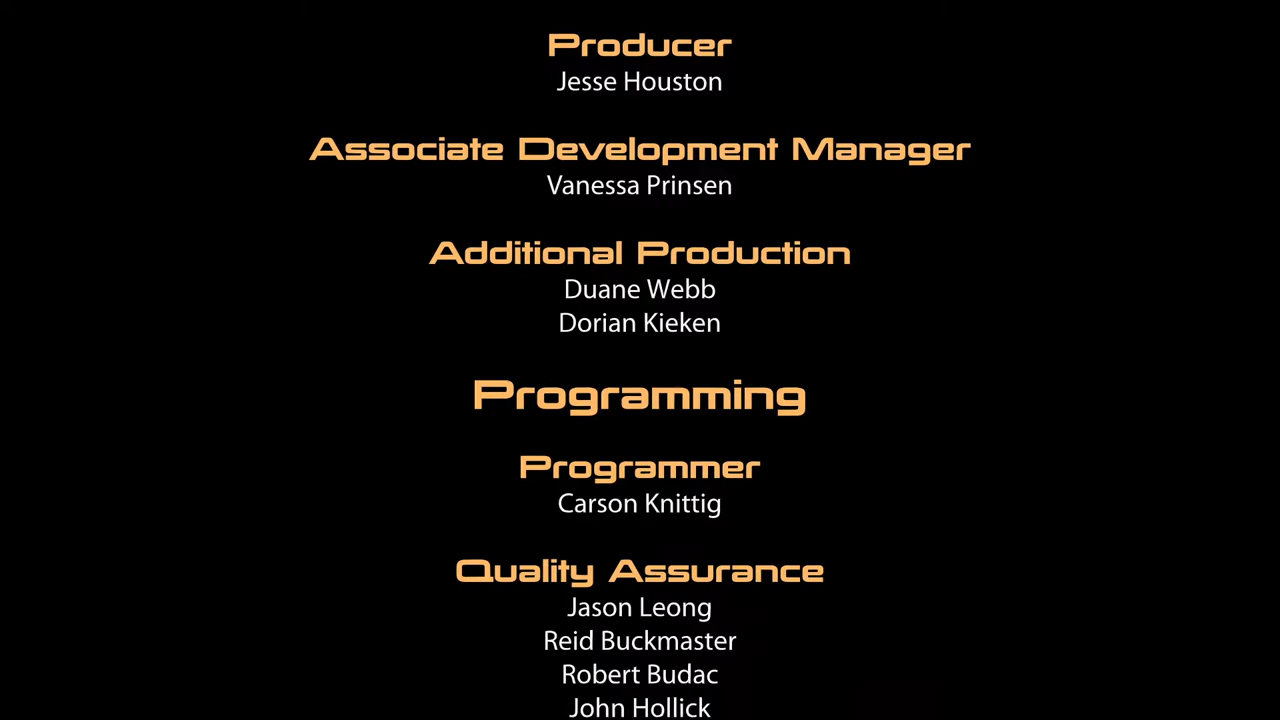 Producer
Jesse Houston
Associate Development Manager
Vanessa Prinsen
Additional Production
Duane Webb
Dorian Kieken
Programming
Programmer
Carson Knittig
Quality Assurance
Jason Leong
Reid Buckmaster
Robert Budac
John Hollick